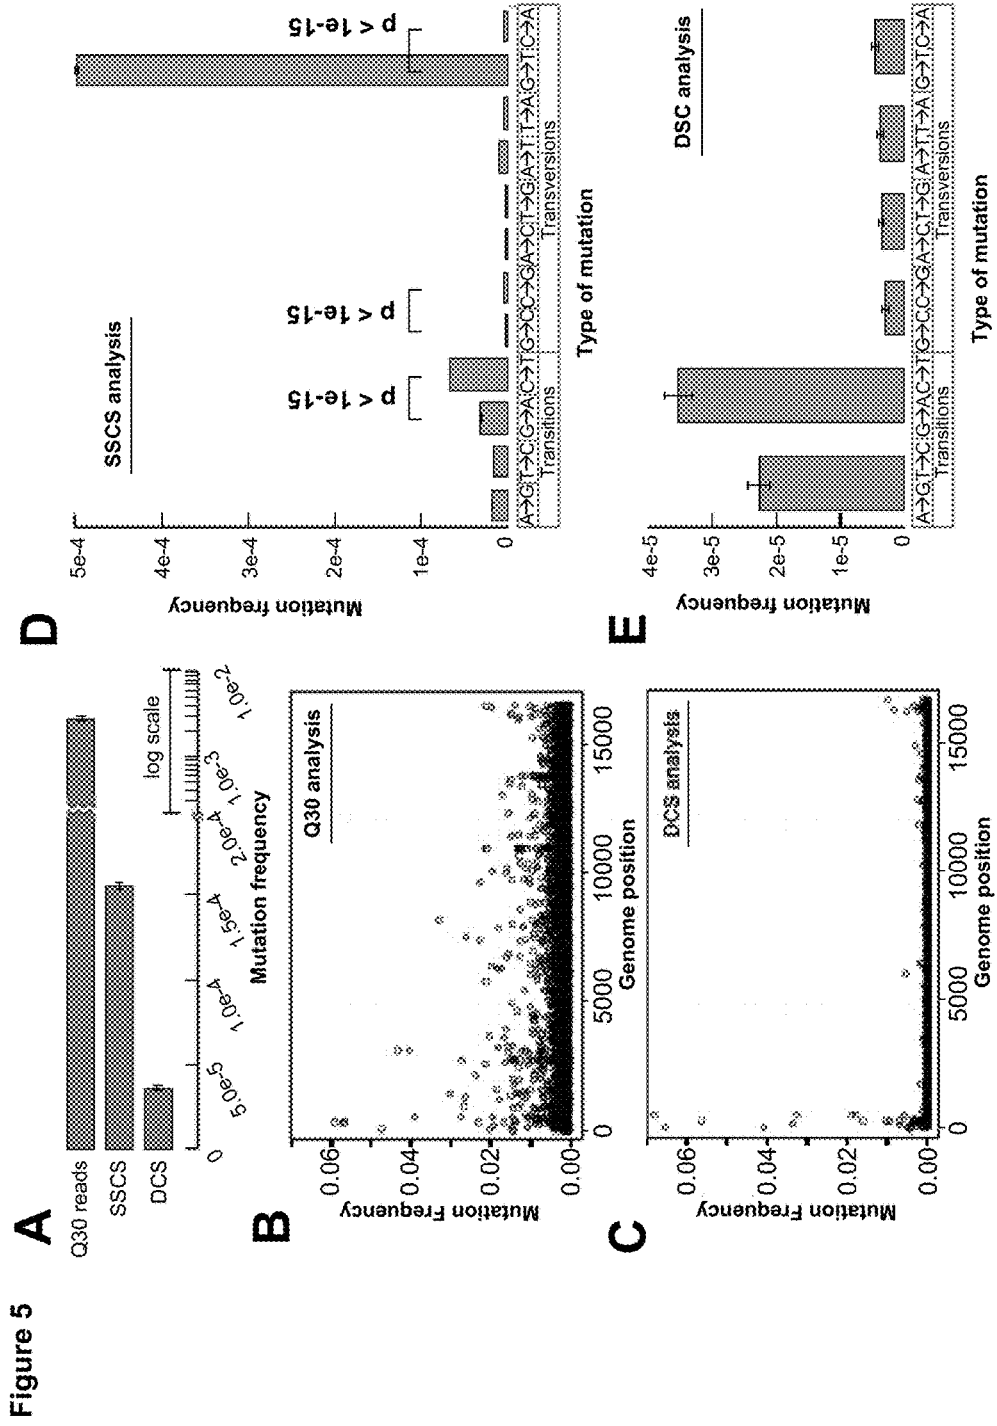 Figure 5
A
Q30 reads
SSCS
DCS
log scale
0
5.0e-5
1.0e-4
1.5e-4
2.0e-4
1.0e-3
1.0e-2
Mutation frequency
B
Q30 analysis
Mutation Frequency
0.06
0.04
0.02
0.00
0
5000
10000
15000
Genome position
C
DCS analysis
Mutation Frequency
0.06
0.04
0.02
0.00
0
5000
10000
15000
Genome position
D
SSCS analysis
Mutation frequency
5e-4
4e-4
3e-4
2e-4
1e-4
0
p < 1e-15
p < 1e-15
p < 1e-15
A→G T→C G→A C→T G→C C→G A→C T→G A→T T→A G→T C→A
Transitions
Transversions
Type of mutation
E
DSC analysis
Mutation frequency
4e-5
3e-5
2e-5
1e-5
0
A→G T→C G→A C→T G→C C→G A→C T→G A→T T→A G→T C→A
Transitions
Transversions
Type of mutation